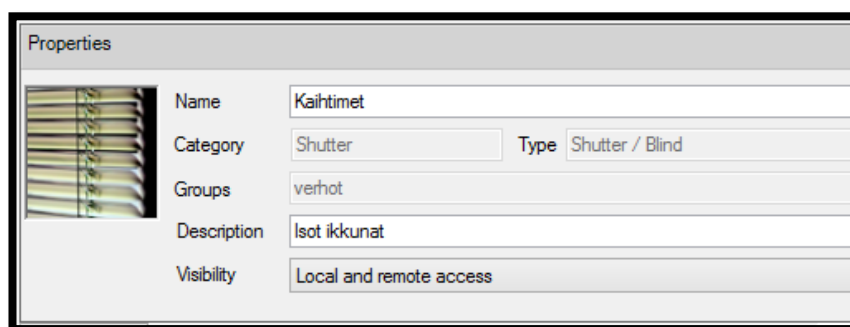 Properties
Name Kaihtimet
Category Shutter Type Shutter / Blind
Groups verhot
Description Isot ikkunat
Visibility Local and remote access